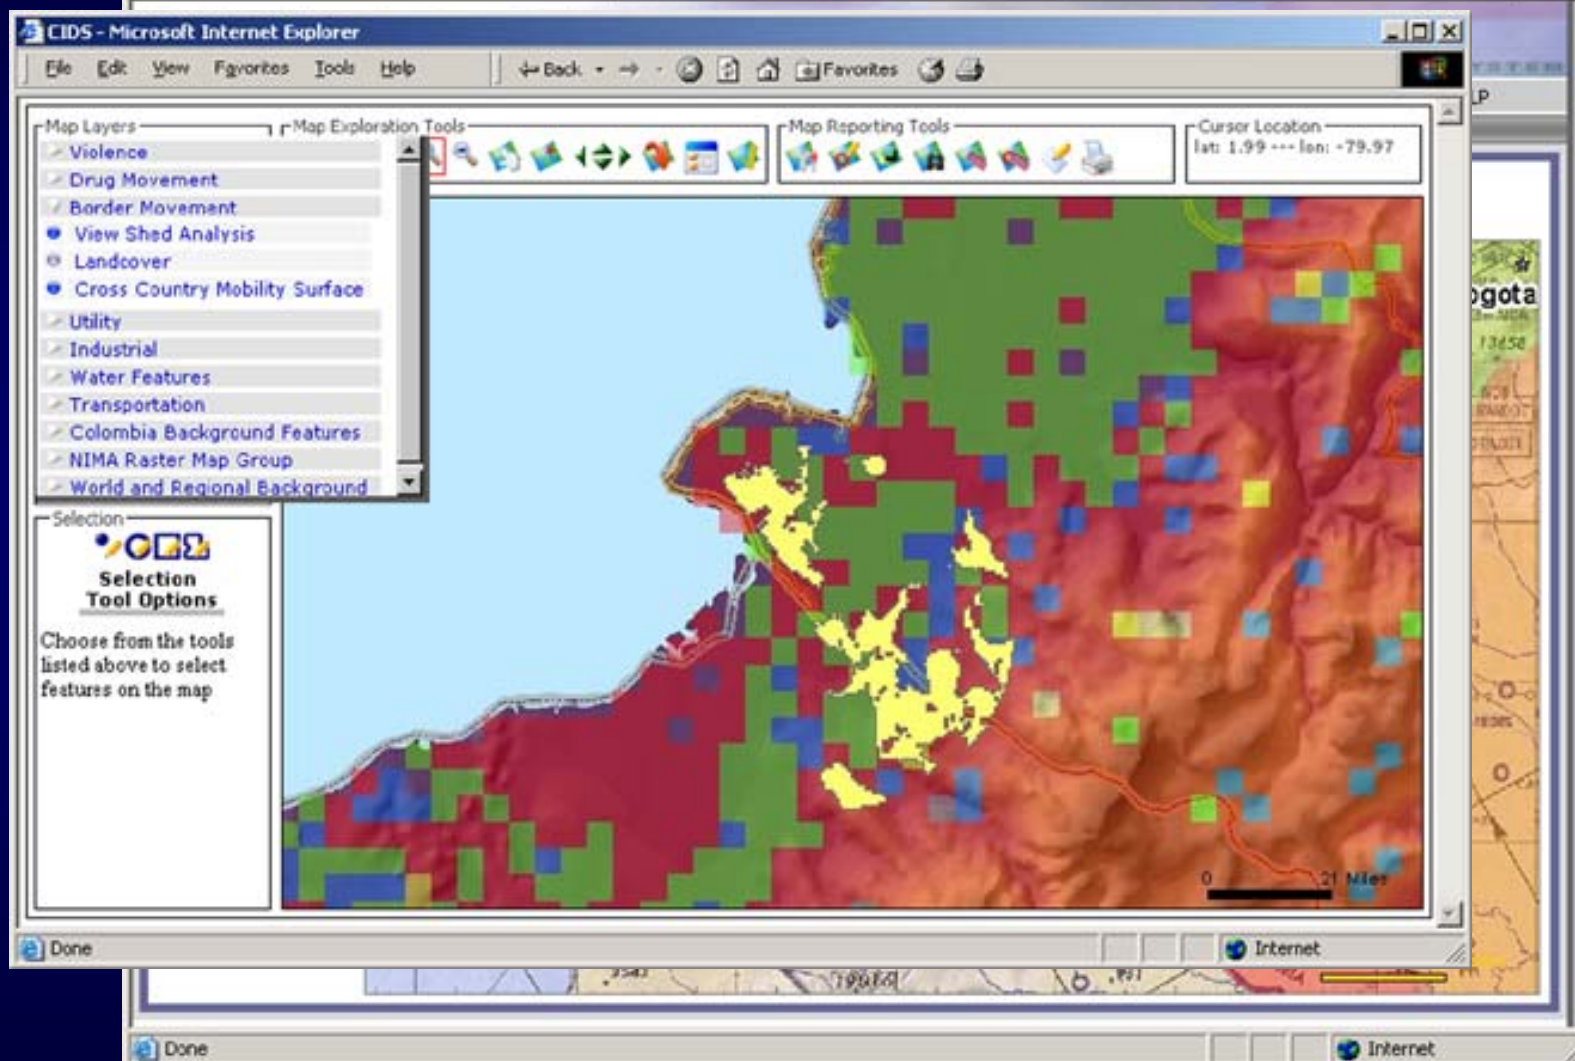 CIDS - Microsoft Internet Explorer
File Edit View Favorites Tools Help
Back Favorites
LP
Map Layers
Map Exploration Tools
Map Reporting Tools
Cursor Location
lat: 1.99 --- lon: -79.97
Violence
Drug Movement
Border Movement
View Shed Analysis
Landcover
Cross Country Mobility Surface
Utility
Industrial
Water Features
Transportation
Colombia Background Features
NIMA Raster Map Group
World and Regional Background
Selection
Selection
Tool Options
Choose from the tools
listed above to select
features on the map
ogota
0 21 Miles
Done Internet
Done Internet